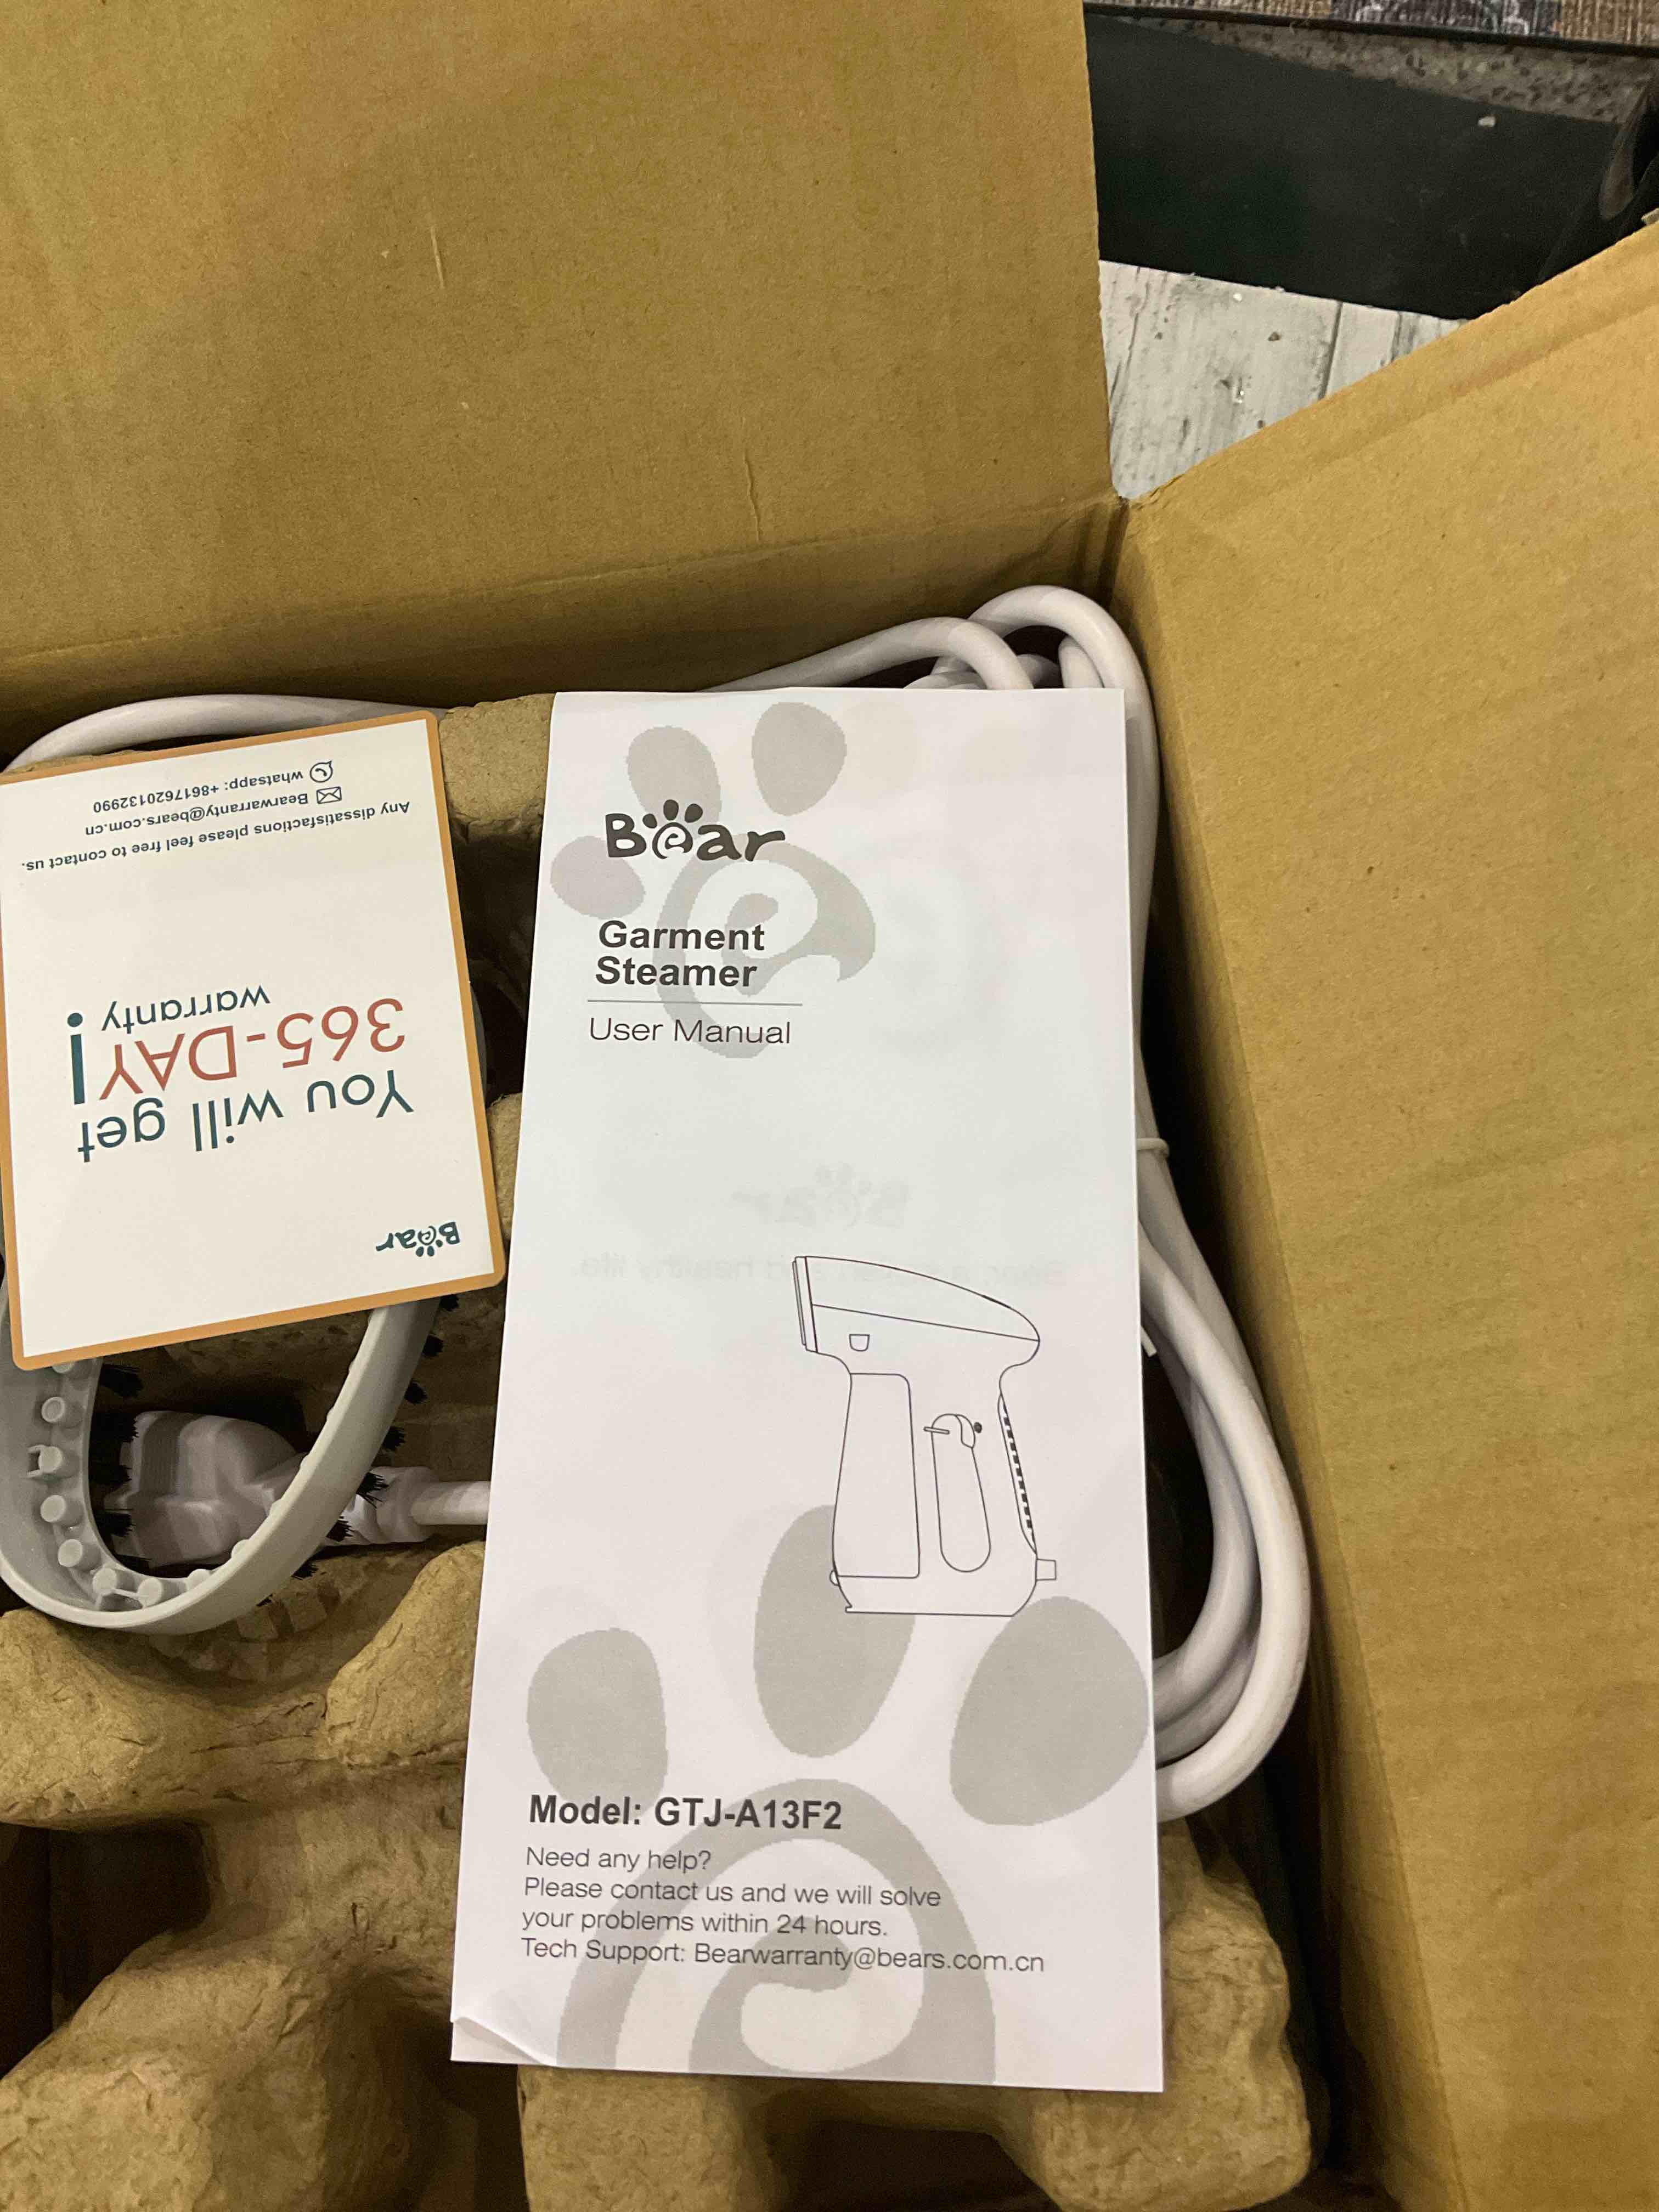 Bear
Garment
Steamer
User Manual
Model: GTJ-A13F2
Need any help?
Please contact us and we will solve
your problems within 24 hours.
Tech Support: Bearwarranty@bears.com.cn
Bear
You will get
365-DAY!
warranty
Any dissatisfactions please feel free to contact us.
Bearwarranty@bears.com.cn
whatsapp: +8617620132990